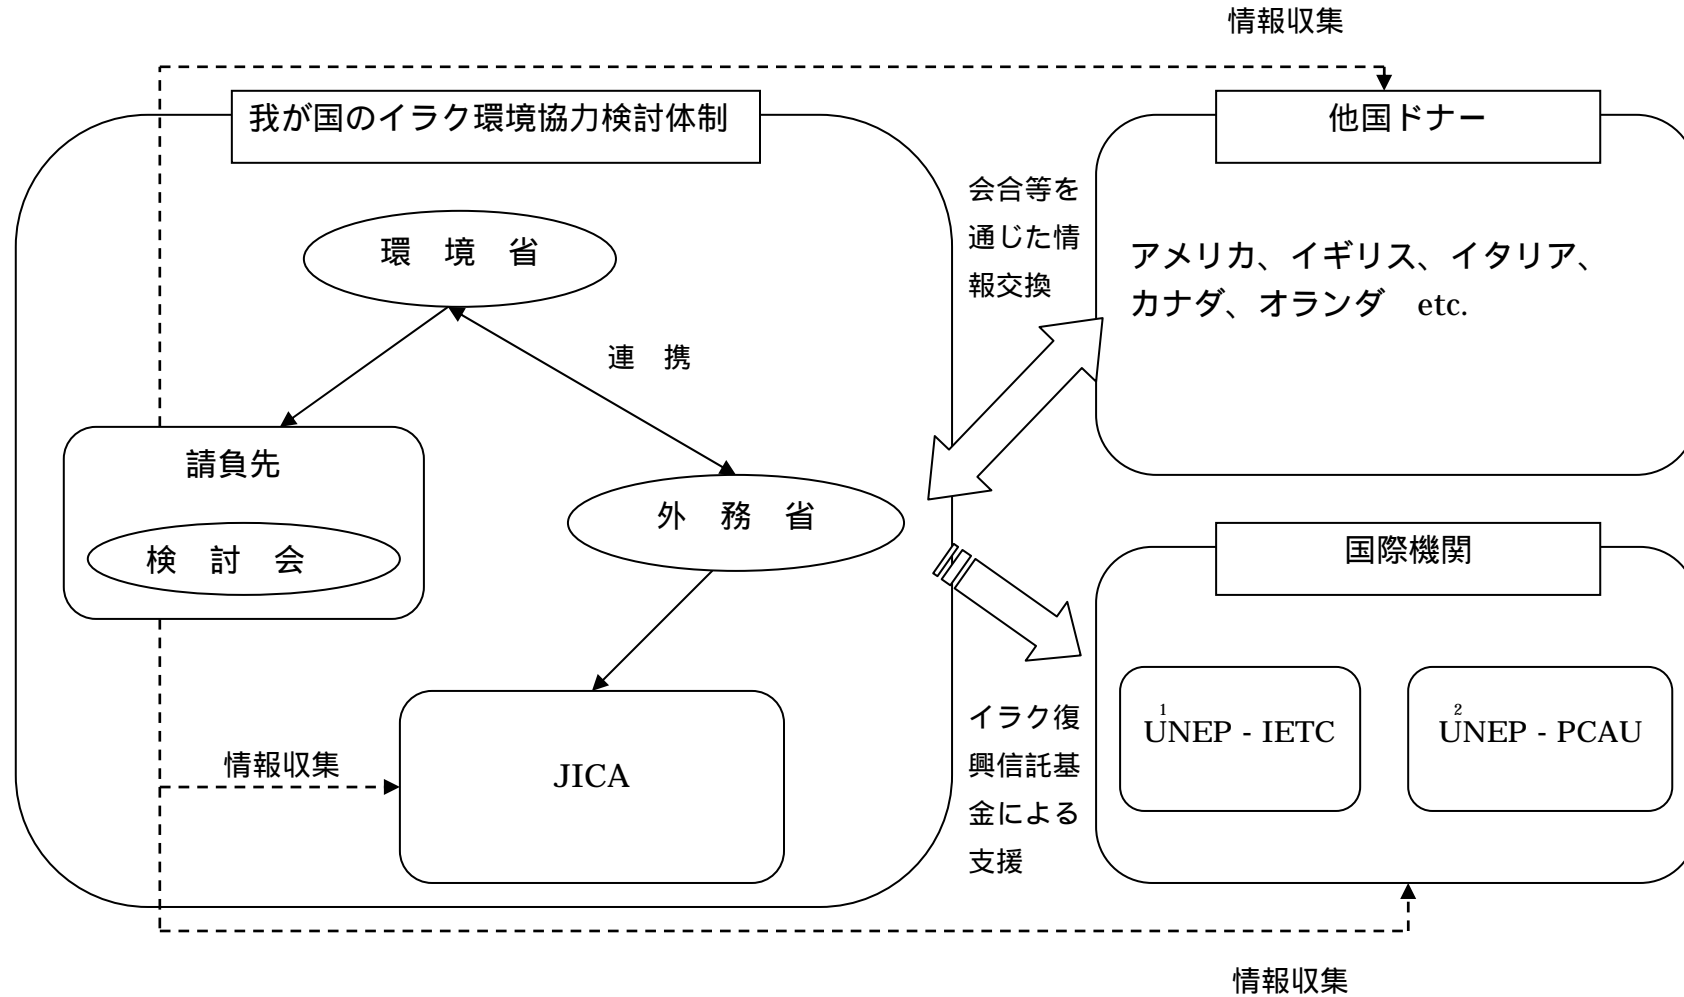 情報収集
我が国のイラク環境協力検討体制
他国ドナー
会合等を
通じた情
報交換
環　境　省
アメリカ、イギリス、イタリア、
カナダ、オランダ　etc.
連　携
請負先
検　討　会
外　務　省
国際機関
1
UNEP - IETC
2
UNEP - PCAU
イラク復
興信託基
金による
支援
情報収集
JICA
情報収集